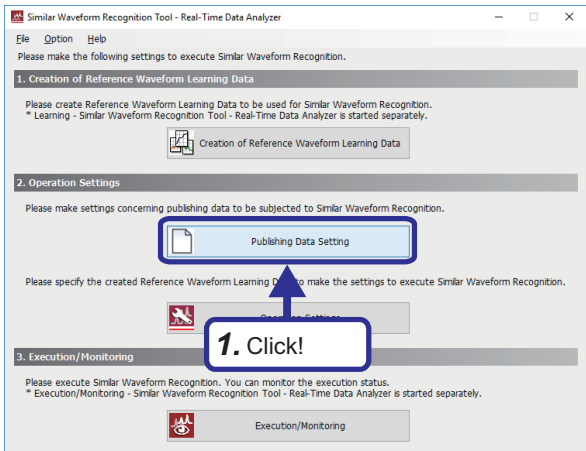 Similar Waveform Recognition Tool - Real-Time Data Analyzer
File Option Help
Please make the following settings to execute Similar Waveform Recognition.
1. Creation of Reference Waveform Learning Data
Please create Reference Waveform Learning Data to be used for Similar Waveform Recognition.
* Learning - Similar Waveform Recognition Tool - Real-Time Data Analyzer is started separately.
Creation of Reference Waveform Learning Data
2. Operation Settings
Please make settings concerning publishing data to be subjected to Similar Waveform Recognition.
Publishing Data Setting
Please specify the created Reference Waveform Learning to make the settings to execute Similar Waveform Recognition.
1. Click!
3. Execution/Monitoring
Please execute Similar Waveform Recognition. You can monitor the execution status.
* Execution/Monitoring - Similar Waveform Recognition Tool - Real-Time Data Analyzer is started separately.
Execution/Monitoring